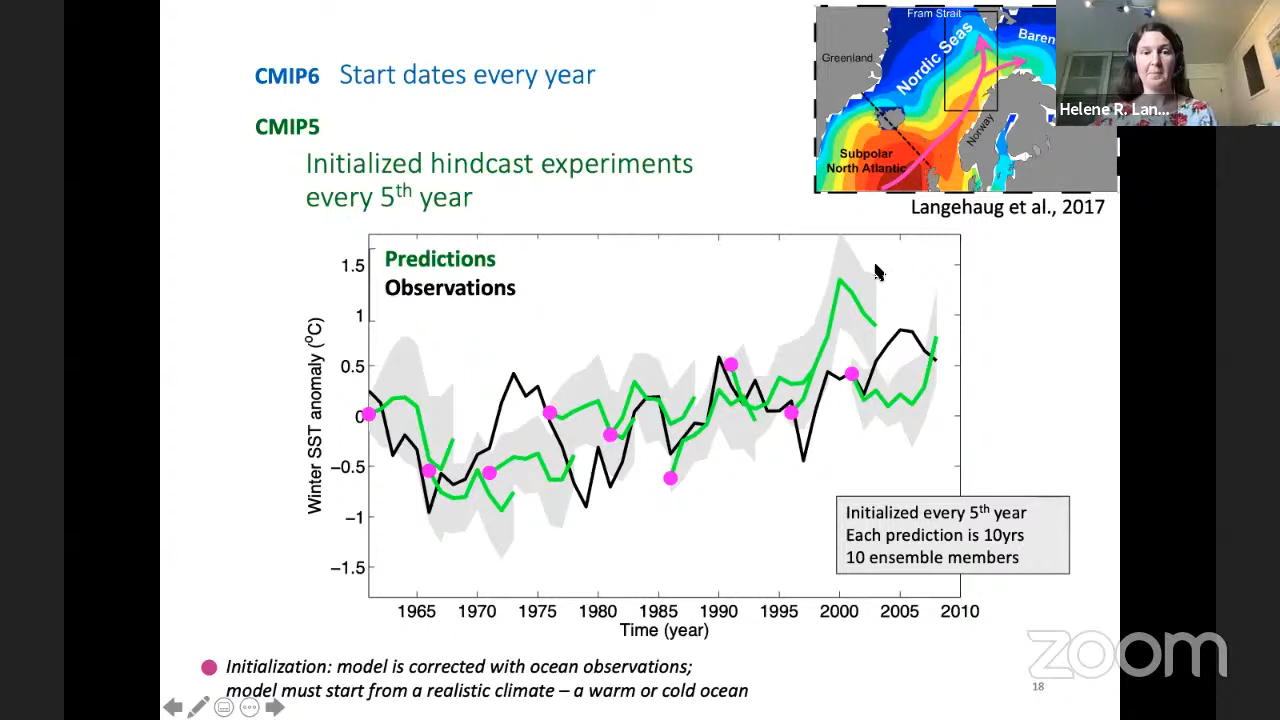 CMIP6 Start dates every year
CMIP5
Initialized hindcast experiments
every 5th year
Fram Strait
Greenland
Nordic Seas
Baren
Norway
Subpolar
North Atlantic
Helene R. Lan...
Langehaug et al., 2017
Predictions
Observations
Winter SST anomaly (°C)
1.5
1
0.5
0
−0.5
−1
−1.5
Initialized every 5th year
Each prediction is 10yrs
10 ensemble members
1965 1970 1975 1981 1985 1990 1995 2000 2005 2010
Time (year)
Initialization: model is corrected with ocean observations;
model must start from a realistic climate – a warm or cold ocean
zoom
18